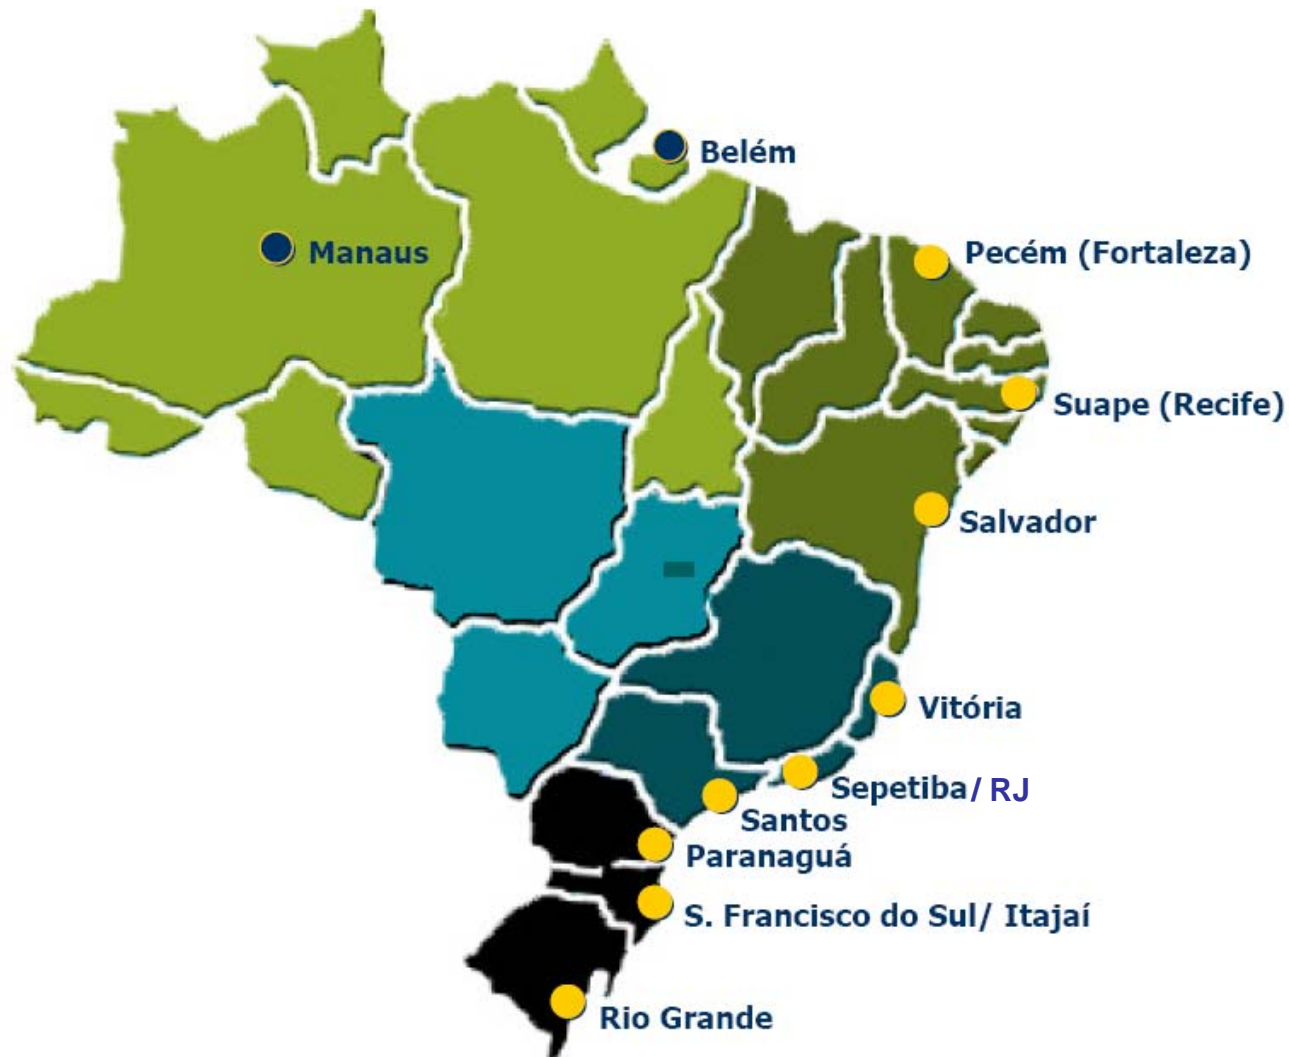 Belém
Manaus
Pecém (Fortaleza)
Suape (Recife)
Salvador
Vitória
Sepetiba/ RJ
Santos
Paranaguá
S. Francisco do Sul/ Itajaí
Rio Grande